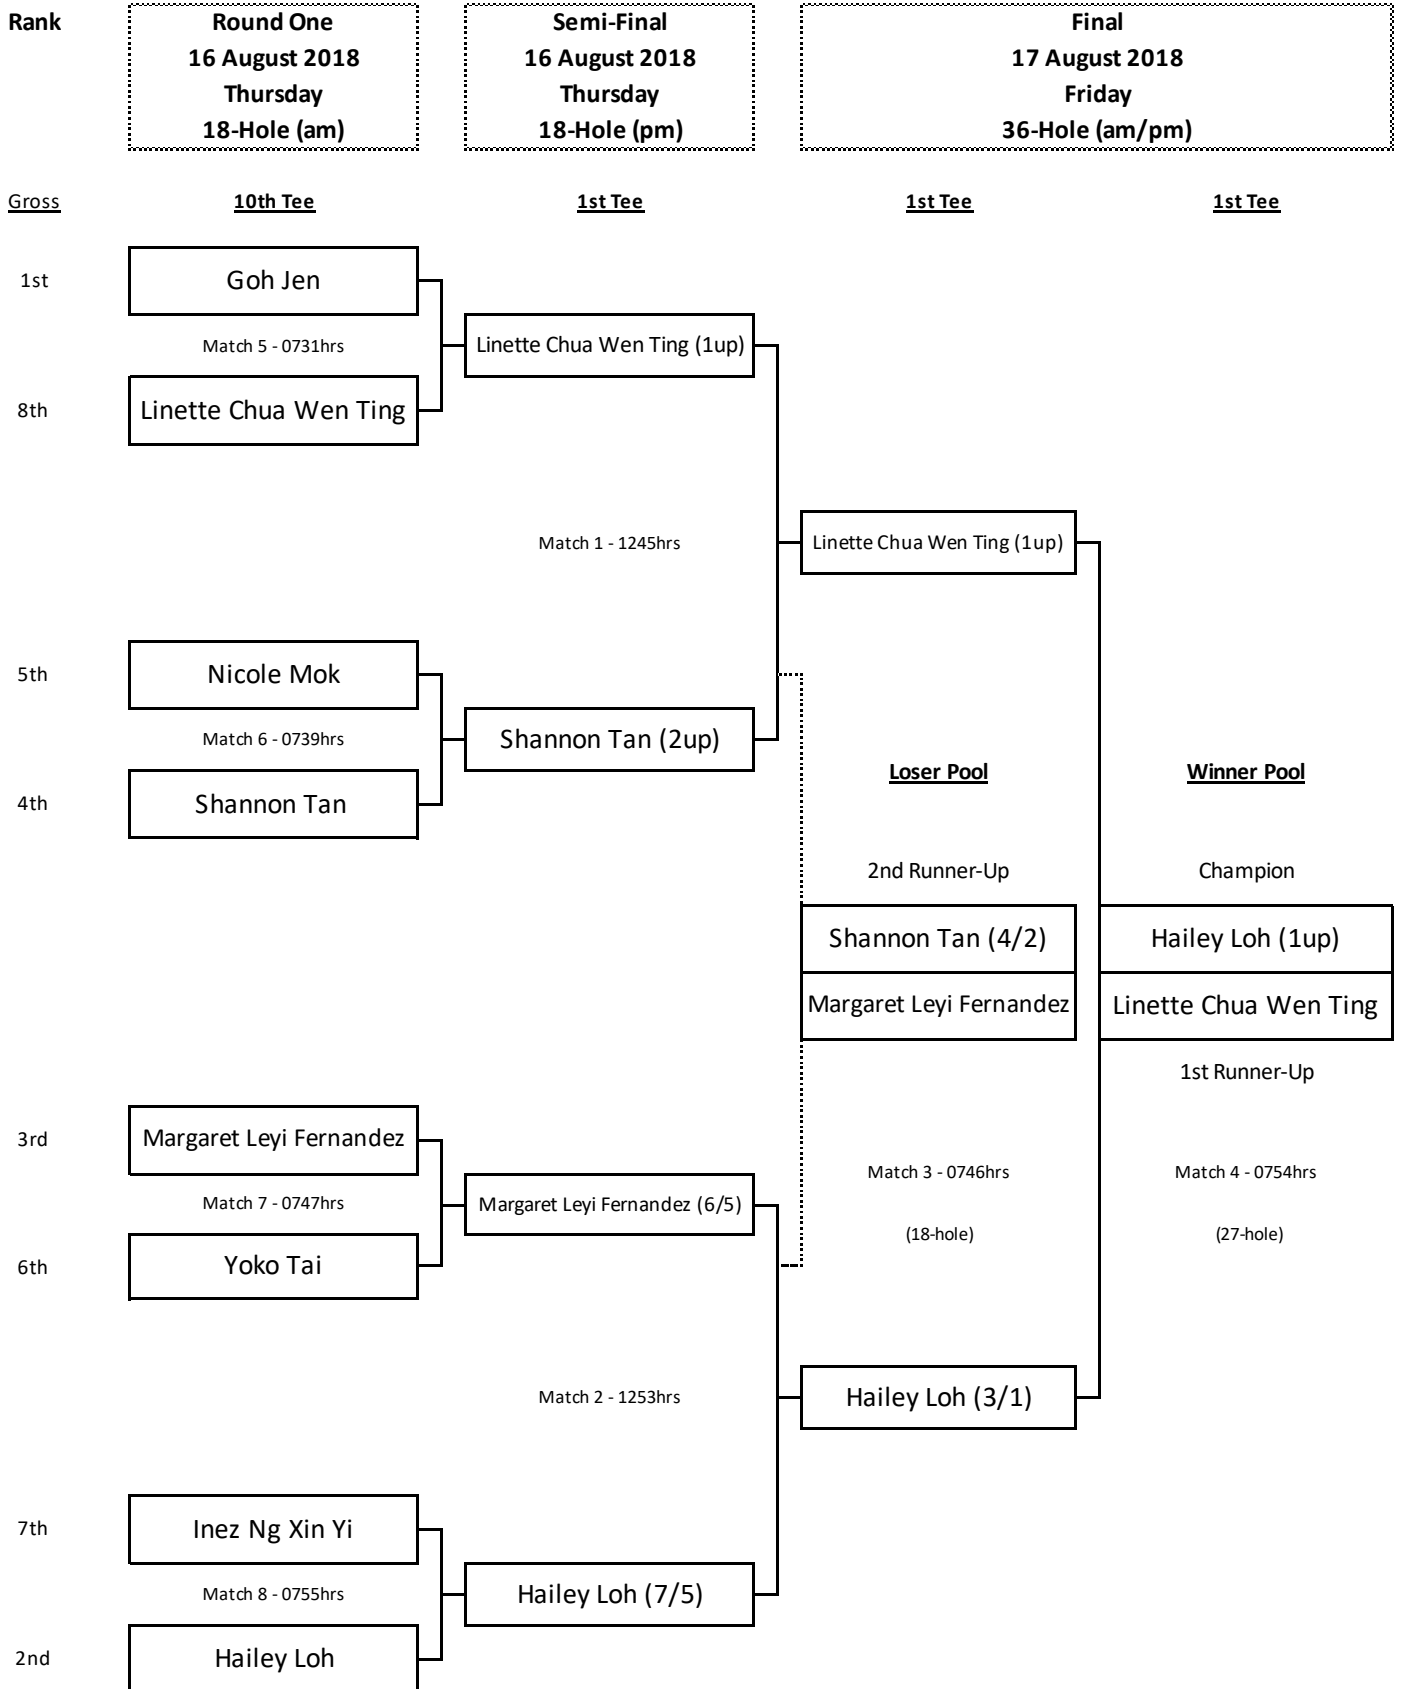 Rank
Round One
16 August 2018
Thursday
18-Hole (am)
Semi-Final
16 August 2018
Thursday
18-Hole (pm)
Final
17 August 2018
Friday
36-Hole (am/pm)
Gross
10th Tee
1st Tee
1st Tee
1st Tee
1st
Goh Jen
Match 5 - 0731hrs
Linette Chua Wen Ting (1up)
8th
Linette Chua Wen Ting
Match 1 - 1245hrs
Linette Chua Wen Ting (1up)
5th
Nicole Mok
Match 6 - 0739hrs
Shannon Tan (2up)
4th
Shannon Tan
Loser Pool
Winner Pool
2nd Runner-Up
Champion
Shannon Tan (4/2)
Hailey Loh (1up)
Margaret Leyi Fernandez
Linette Chua Wen Ting
1st Runner-Up
3rd
Margaret Leyi Fernandez
Match 7 - 0747hrs
Margaret Leyi Fernandez (6/5)
Match 3 - 0746hrs
Match 4 - 0754hrs
(18-hole)
(27-hole)
6th
Yoko Tai
Match 2 - 1253hrs
Hailey Loh (3/1)
7th
Inez Ng Xin Yi
Match 8 - 0755hrs
Hailey Loh (7/5)
2nd
Hailey Loh